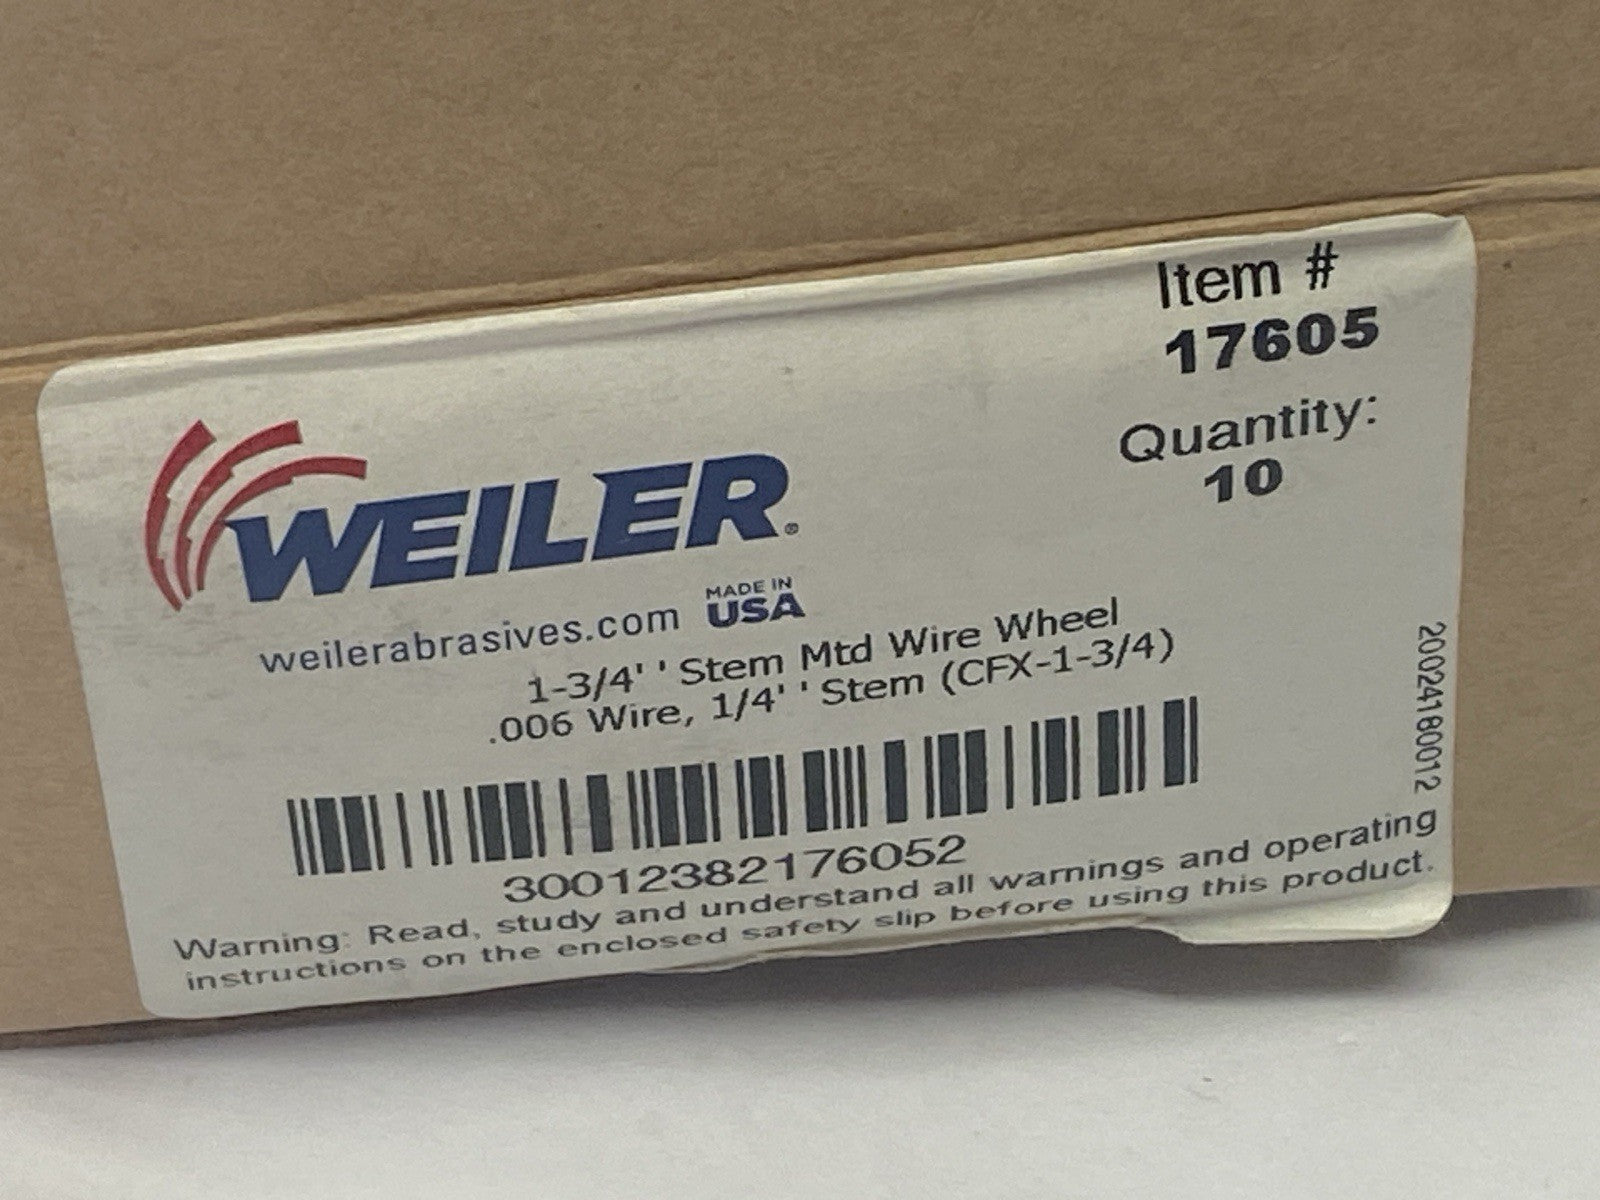 Item #
17605
Quantity:
10
WEILER®
weilerabrasives.com
MADE IN
USA
1-3/4' ' Stem Mtd Wire Wheel
.006 Wire, 1/4' ' Stem (CFX-1-3/4)
30012382176052
Warning: Read, study and understand all warnings and operating
instructions on the enclosed safety slip before using this product.
20024180012